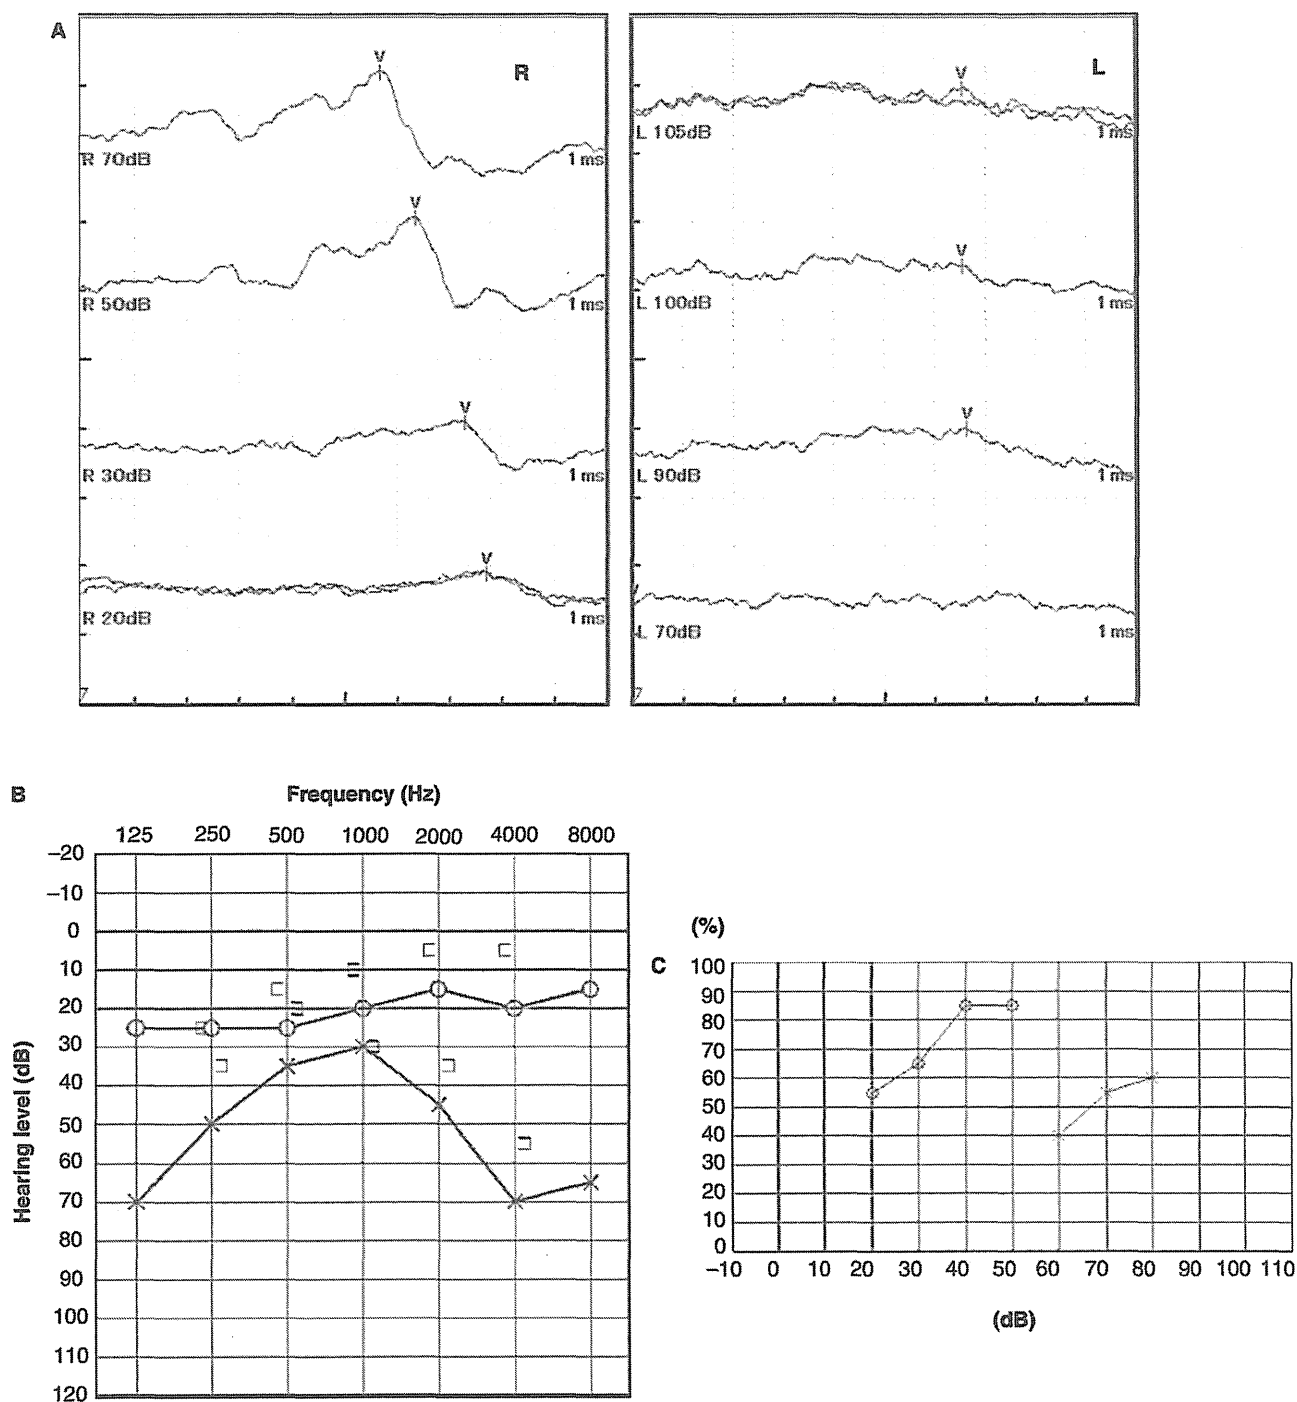 A
R
V
R 70dB 1 ms
V
R 50dB 1 ms
V
R 30dB 1 ms
V
R 20dB 1 ms
7
L
V
L 105dB 1 ms
V
L 100dB 1 ms
V
L 90dB 1 ms
L 70dB 1 ms
7
B
Frequency (Hz)
125 250 500 1000 2000 4000 8000
Hearing level (dB)
−20
−10
0
10
20
30
40
50
60
70
80
90
100
110
120
C
(%)
100
90
80
70
60
50
40
30
20
10
0
−10 0 10 20 30 40 50 60 70 80 90 100 110
(dB)